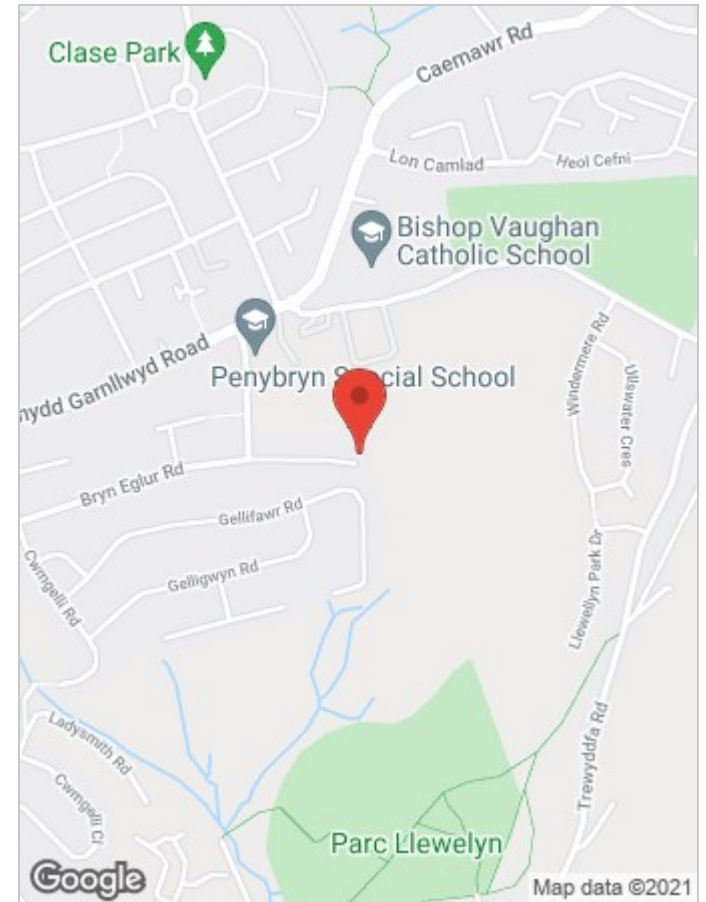 Clase Park
Caemawr Rd
Lon Camlad
Heol Cefni
Bishop Vaughan
Catholic School
nydd Garnllwyd Road
Penybryn Special School
Windermere Rd
Ullswater Cres
Bryn Eglur Rd
Gellifawr Rd
Gelligwyn Rd
Cwmgelli Rd
Llewellyn Park Dr
Ladysmith Rd
Cwmgelli Cl
Trewyddfa Rd
Parc Llewelyn
Google
Map data ©2021